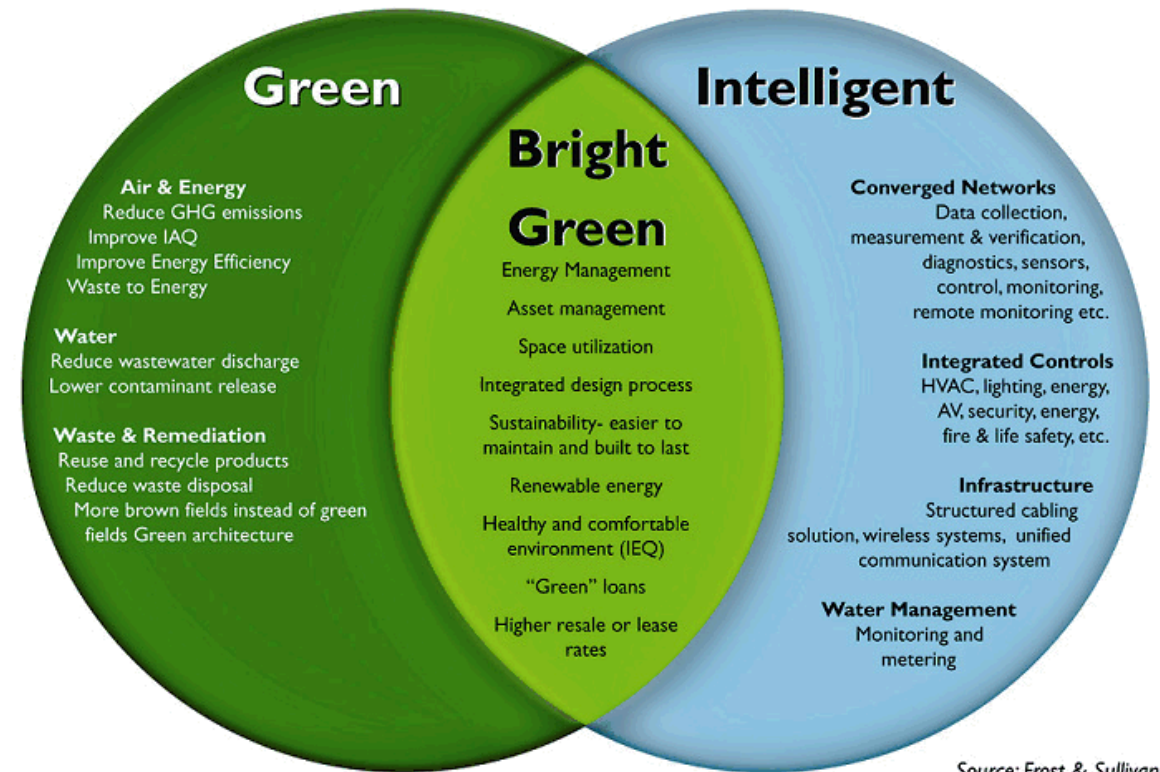 Green
Air & Energy
Reduce GHG emissions
Improve IAQ
Improve Energy Efficiency
Waste to Energy
Water
Reduce wastewater discharge
Lower contaminant release
Waste & Remediation
Reuse and recycle products
Reduce waste disposal
More brown fields instead of green
fields Green architecture
Bright
Green
Energy Management
Asset management
Space utilization
Integrated design process
Sustainability- easier to
maintain and built to last
Renewable energy
Healthy and comfortable
environment (IEQ)
“Green” loans
Higher resale or lease
rates
Intelligent
Converged Networks
Data collection,
measurement & verification,
diagnostics, sensors,
control, monitoring,
remote monitoring etc.
Integrated Controls
HVAC, lighting, energy,
AV, security, energy,
fire & life safety, etc.
Infrastructure
Structured cabling
solution, wireless systems, unified
communication system
Water Management
Monitoring and
metering
Source: Frost & Sullivan